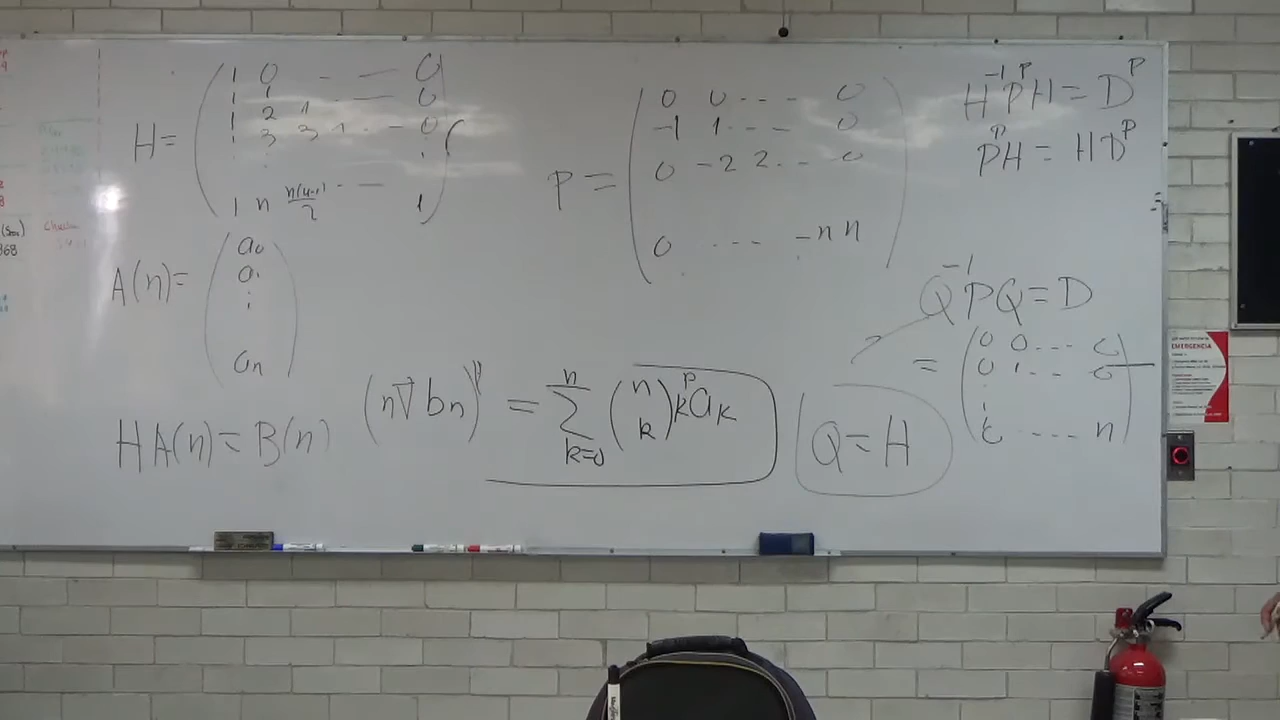 H = ( 1 0 - — 0
1 1 0
1 2 1 - — 0
1 3 3 1 . - 0
: : :
1 n n(n-1)/2 - — 1 )
P = ( 0 0 - - - 0
-1 1 - - - 0
0 -2 2 . . . 0
0 - - - -n n )
H⁻¹PᵖH = Dᵖ
PᵖH = HDᵖ
A(n) = ( a₀
a₁
:
aₙ )
Q⁻¹PQ = D
= ( 0 0 . . . 0
0 1 . . . 0
:
0 . . . . n )
HA(n) = B(n)
(n∇bn)ᵖ = Σ_{k=0}^{n} (n k) kᵖ aₖ
Q = H
EMERGENCIA